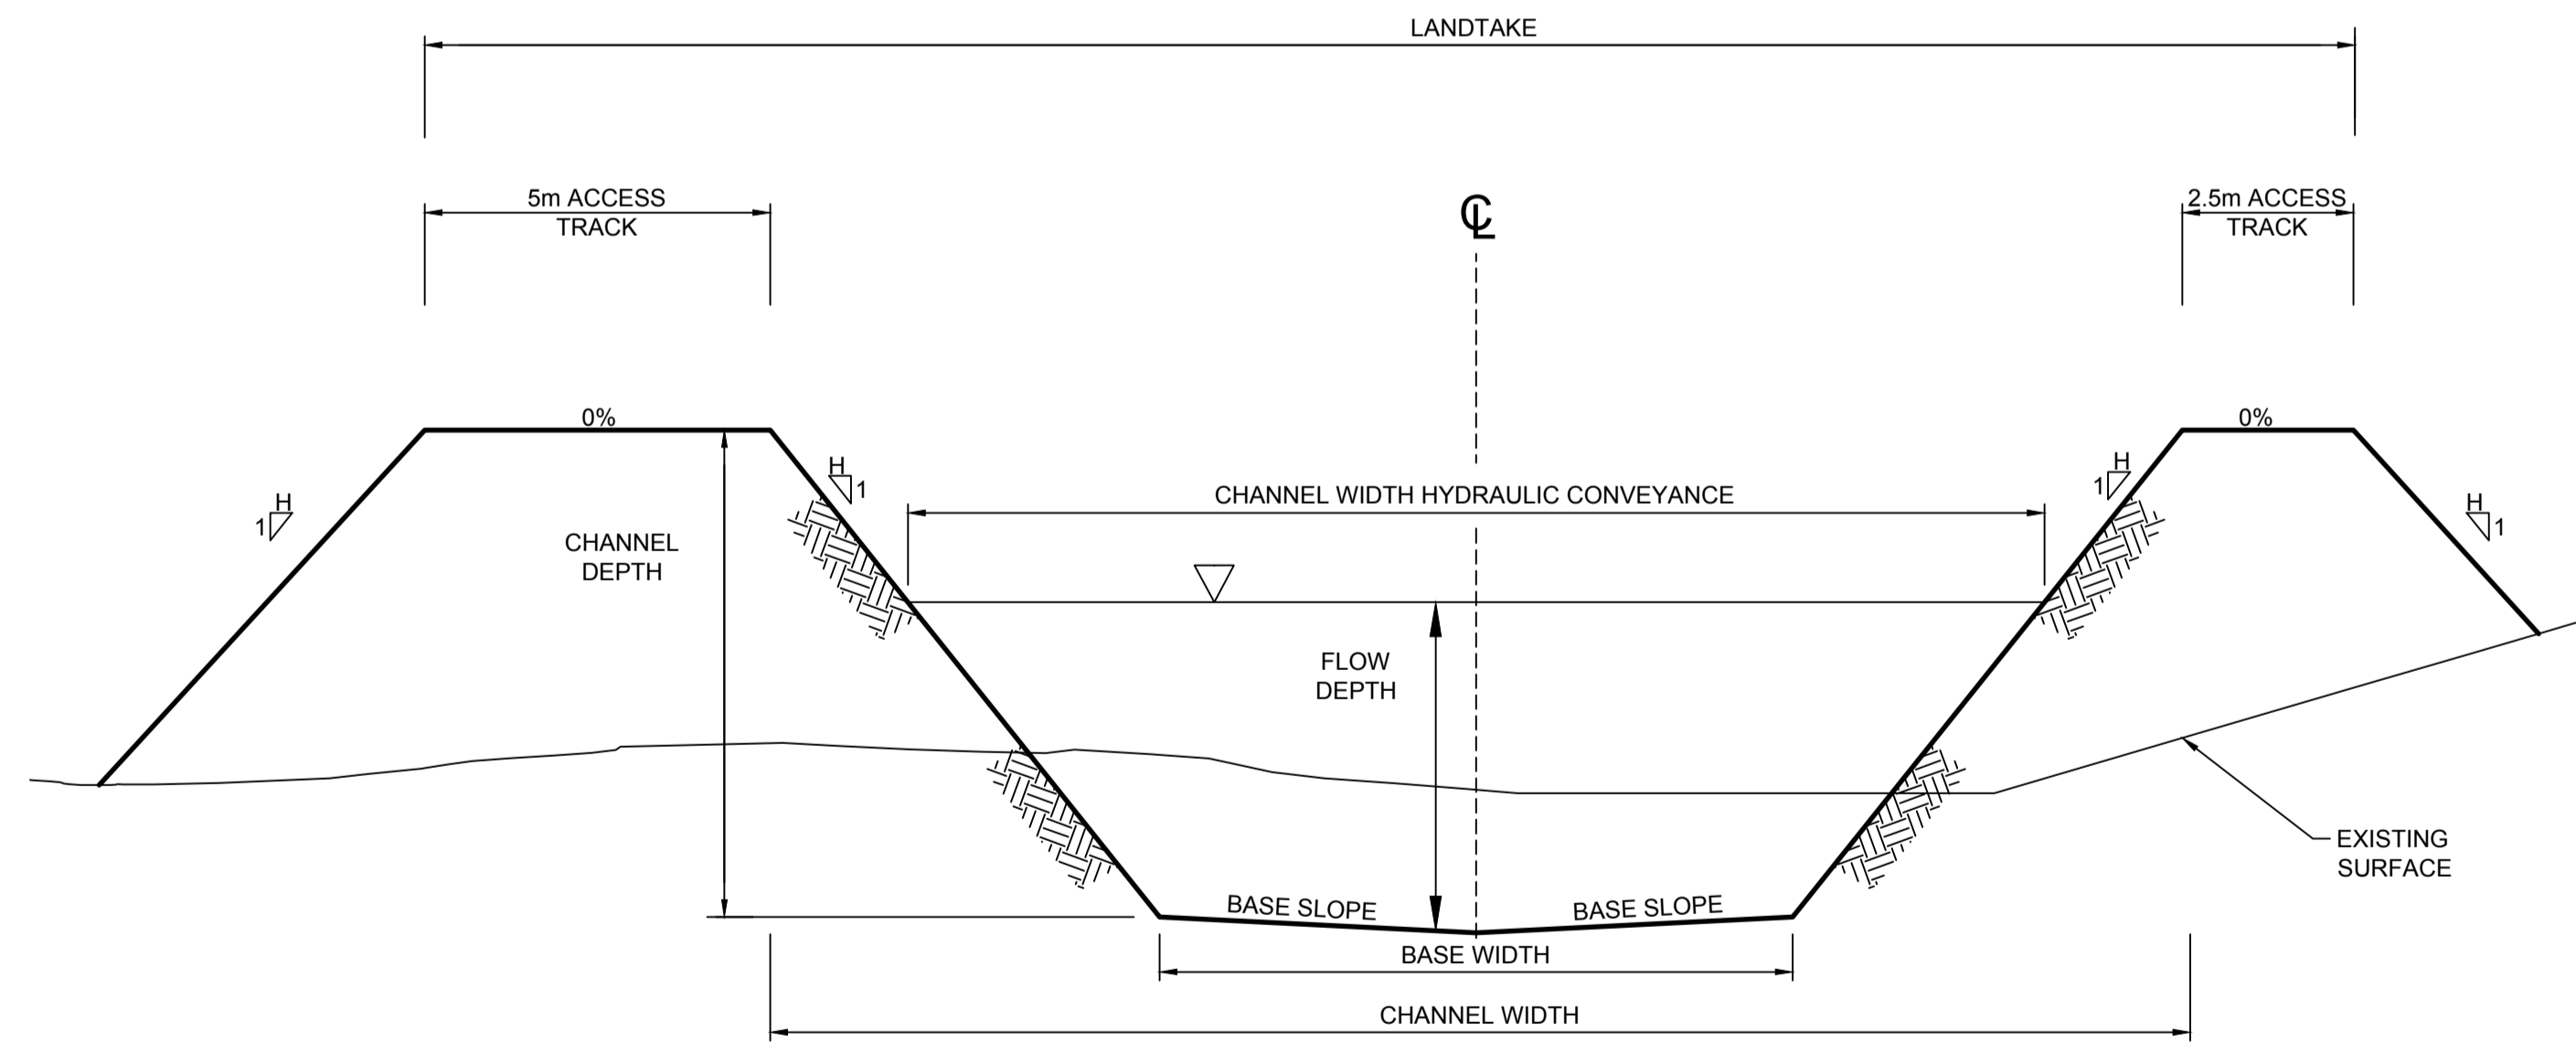 LANDTAKE
5m ACCESS
TRACK
℄
2.5m ACCESS
TRACK
0%
0%
H
1
H
1
H
1
H
1
CHANNEL WIDTH HYDRAULIC CONVEYANCE
CHANNEL
DEPTH
FLOW
DEPTH
EXISTING
SURFACE
BASE SLOPE
BASE SLOPE
BASE WIDTH
CHANNEL WIDTH